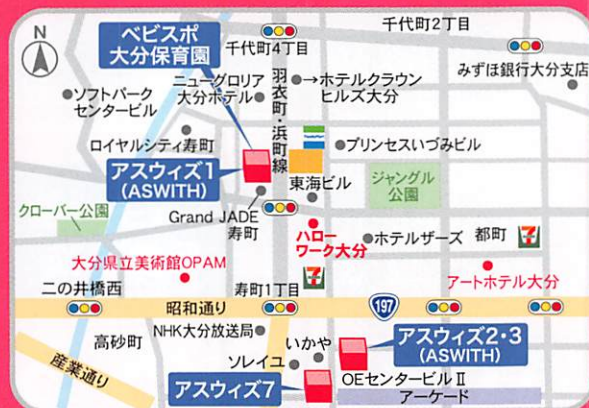 N
千代町2丁目
ベビスポ
大分保育園
千代町4丁目
みずほ銀行大分支店
ニューグロリア
大分ホテル
羽衣町・浜町線
→ホテルクラウン
ヒルズ大分
ソフトパーク
センタービル
ロイヤルシティ寿町
プリンセスいづみビル
アスウィズ1
(ASWITH)
東海ビル
ジャングル
公園
クローバー公園
Grand JADE
寿町
ハロー
ワーク大分
ホテルザーズ
都町
大分県立美術館OPAM
アートホテル大分
二の井橋西
寿町1丁目
昭和通り
197
高砂町
NHK大分放送局
いかや
アスウィズ2・3
(ASWITH)
産業通り
ソレイユ
アスウィズ7
OEセンタービルⅡ
アーケード